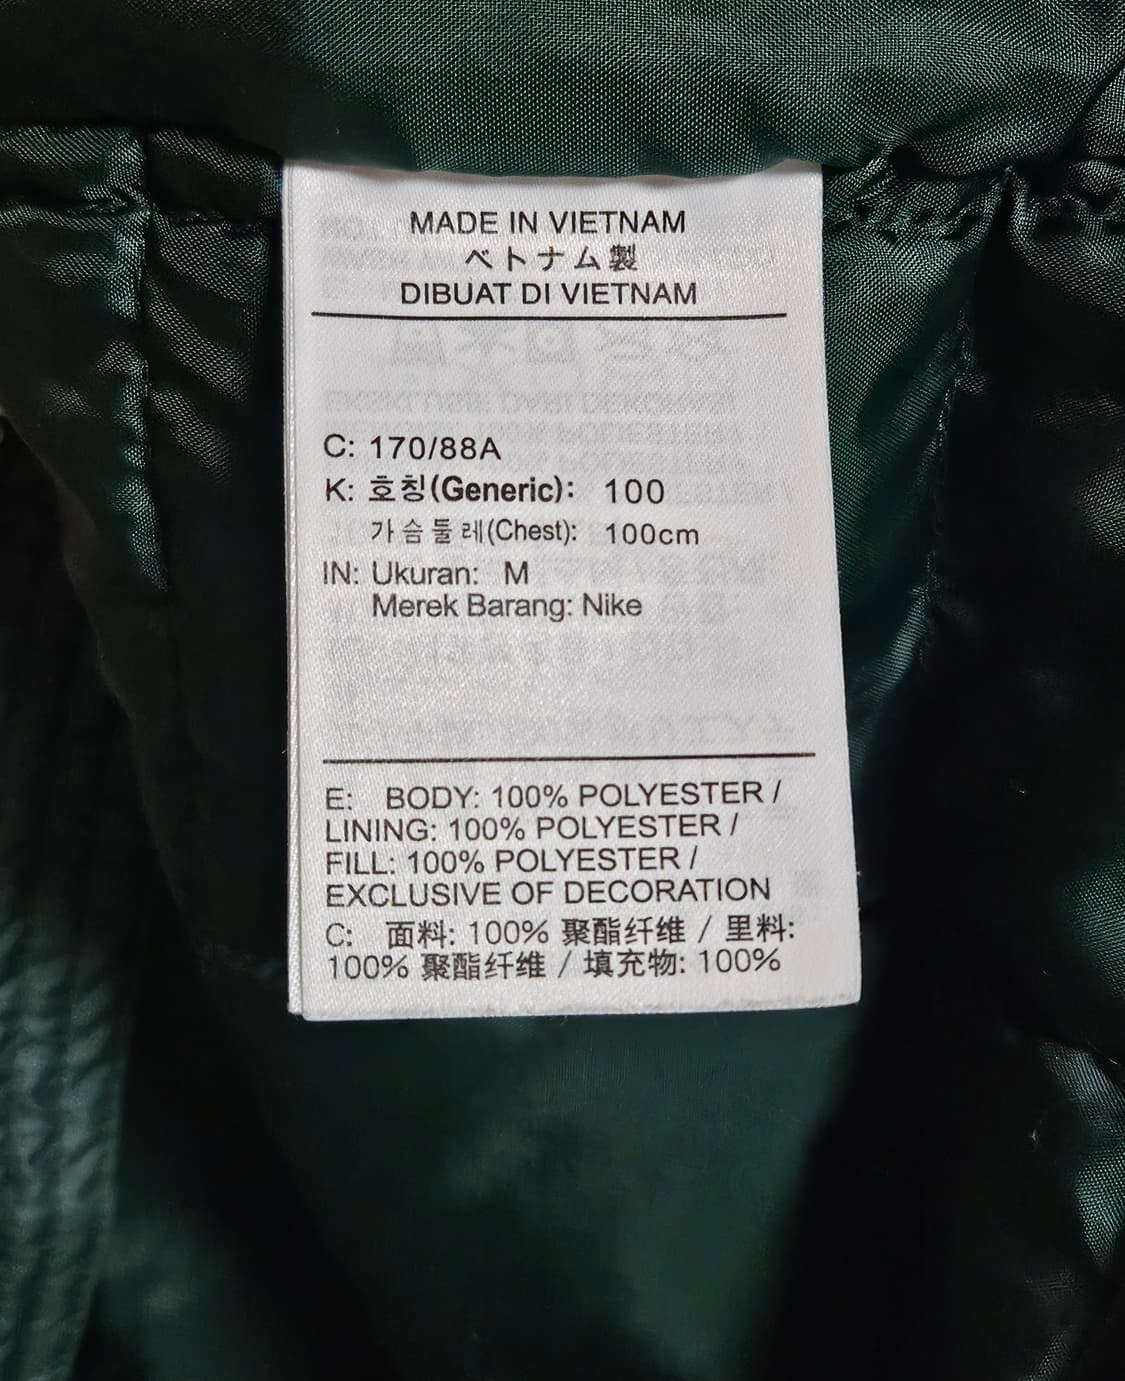 MADE IN VIETNAM
ベトナム製
DIBUAT DI VIETNAM
C: 170/88A
K: 호칭(Generic): 100
가슴둘레(Chest): 100cm
IN: Ukuran: M
Merek Barang: Nike
E: BODY: 100% POLYESTER /
LINING: 100% POLYESTER /
FILL: 100% POLYESTER /
EXCLUSIVE OF DECORATION
C: 面料: 100% 聚酯纤维 / 里料:
100% 聚酯纤维 / 填充物: 100%